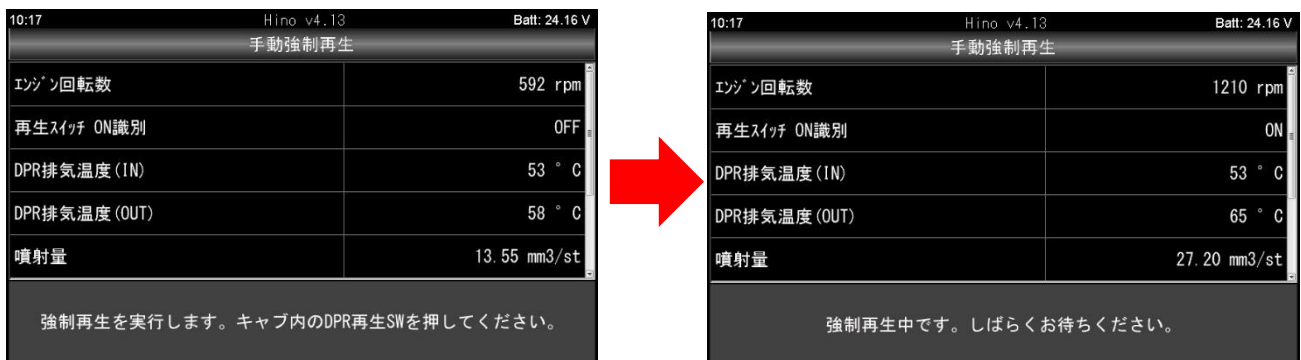 10:17 Hino v4.13 Batt: 24.16 V
手動強制再生
ｴﾝｼﾞﾝ回転数 592 rpm
再生ｽｲｯﾁ ON識別 OFF
DPR排気温度(IN) 53 ° C
DPR排気温度(OUT) 58 ° C
噴射量 13.55 mm3/st
強制再生を実行します。キャブ内のDPR再生SWを押してください。
10:17 Hino v4.13 Batt: 24.16 V
手動強制再生
ｴﾝｼﾞﾝ回転数 1210 rpm
再生ｽｲｯﾁ ON識別 ON
DPR排気温度(IN) 53 ° C
DPR排気温度(OUT) 65 ° C
噴射量 27.20 mm3/st
強制再生中です。しばらくお待ちください。